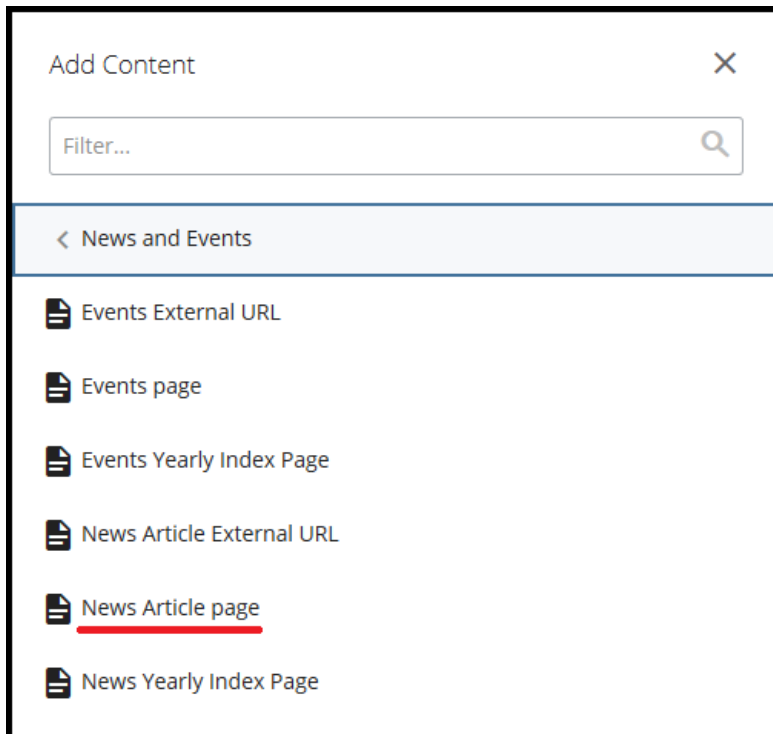 Add Content
Filter...
News and Events
Events External URL
Events page
Events Yearly Index Page
News Article External URL
News Article page
News Yearly Index Page